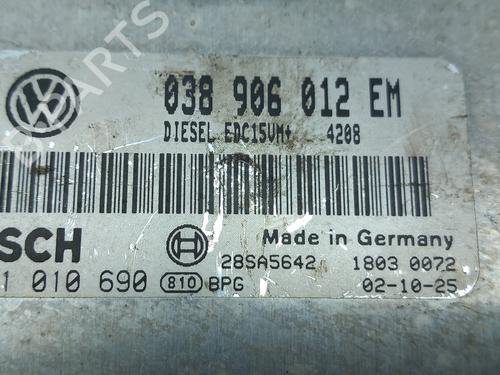 038 906 012 EM
DIESEL EDC15VM+ 4208
SCH
Made in Germany
28SA5642 1803 0072
1 010 690 810 BPG 02-10-25